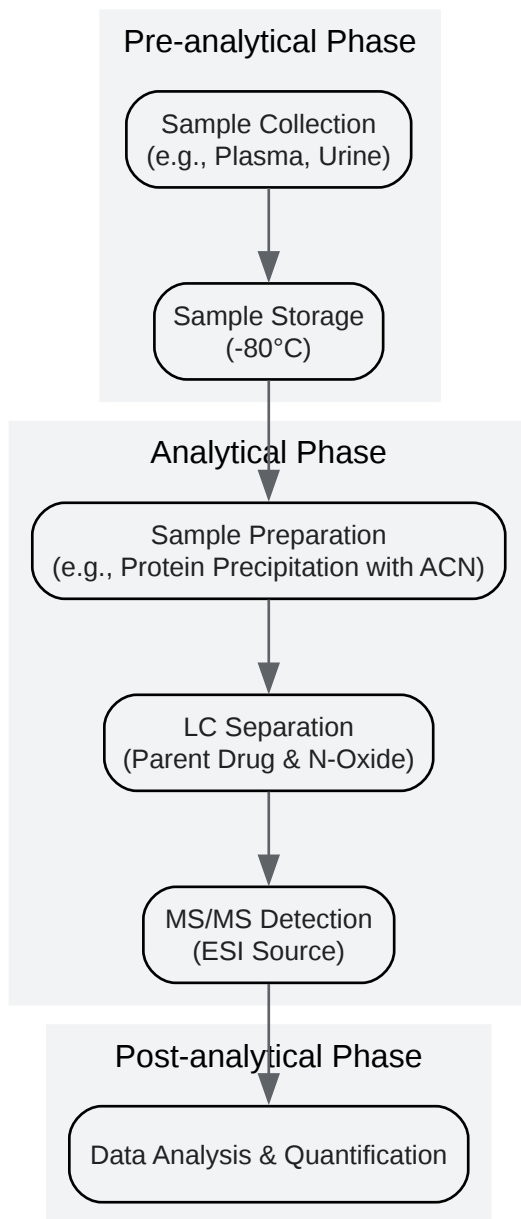 Pre-analytical Phase
Sample Collection
(e.g., Plasma, Urine)
Sample Storage
(-80°C)
Analytical Phase
Sample Preparation
(e.g., Protein Precipitation with ACN)
LC Separation
(Parent Drug & N-Oxide)
MS/MS Detection
(ESI Source)
Post-analytical Phase
Data Analysis & Quantification